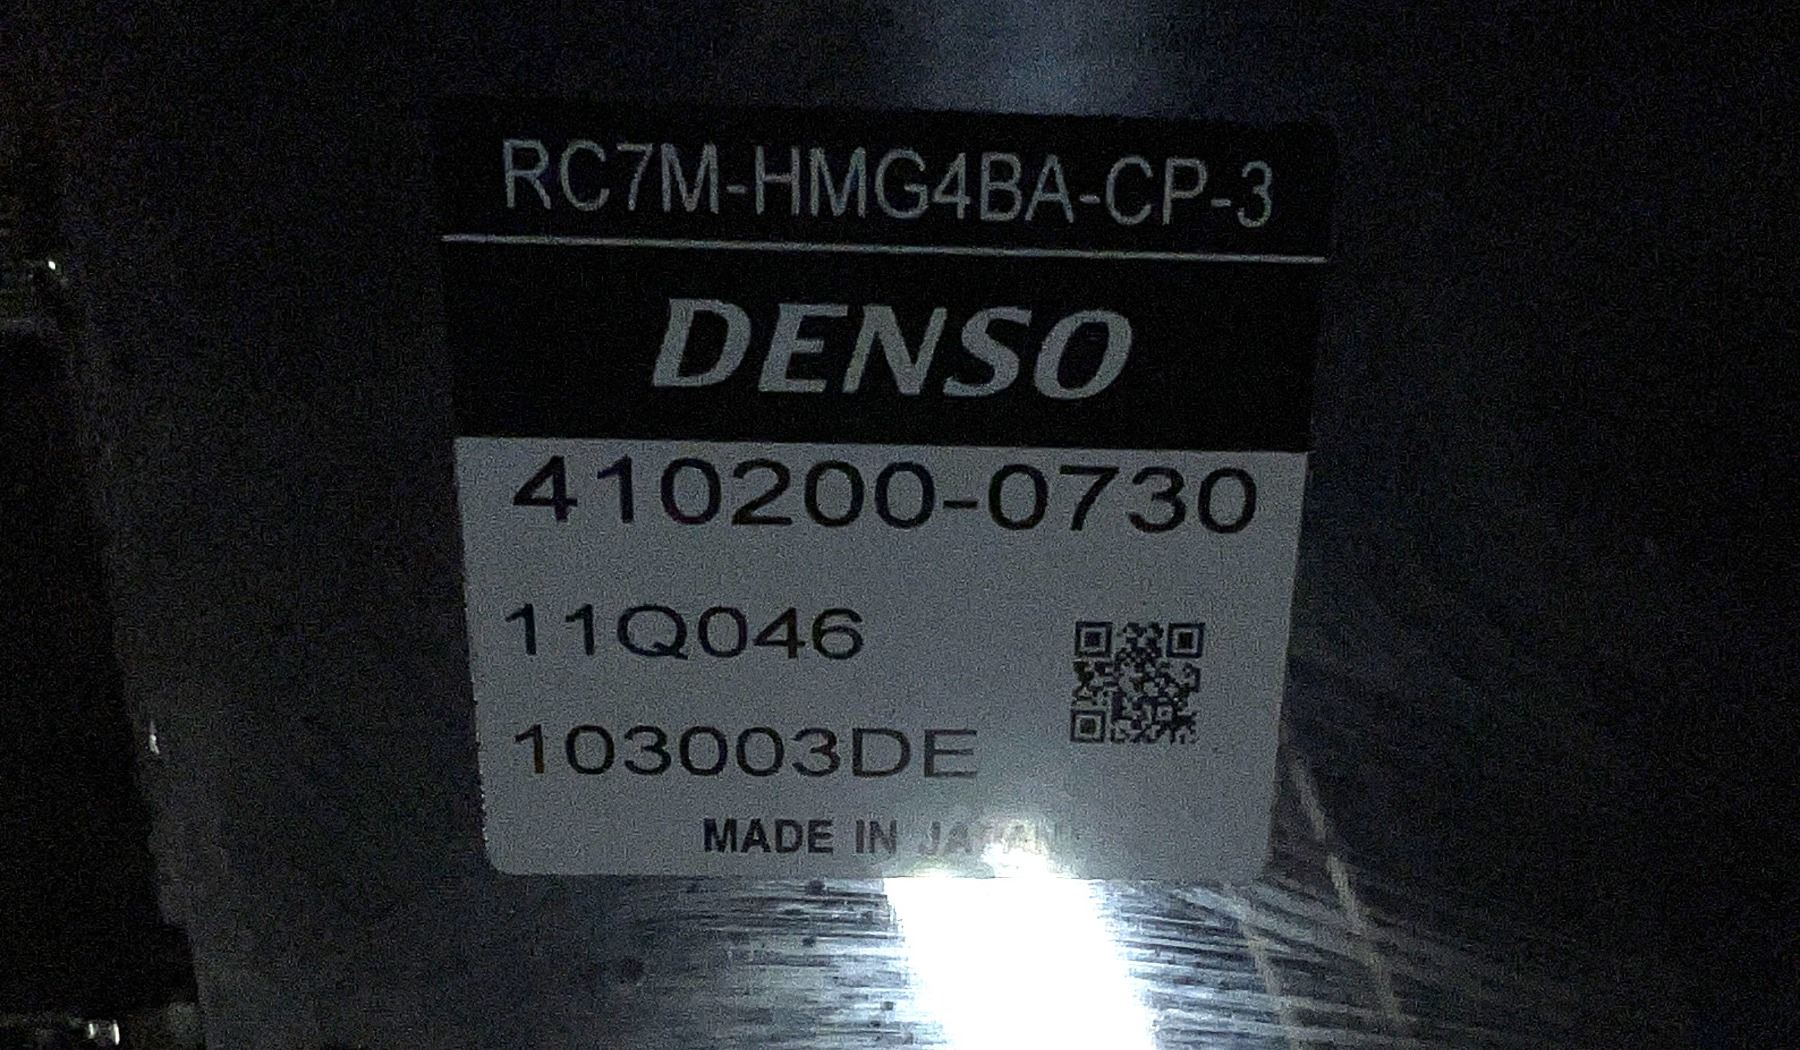 RC7M-HMG4BA-CP-3
DENSO
410200-0730
11Q046
103003DE
MADE IN JAPAN